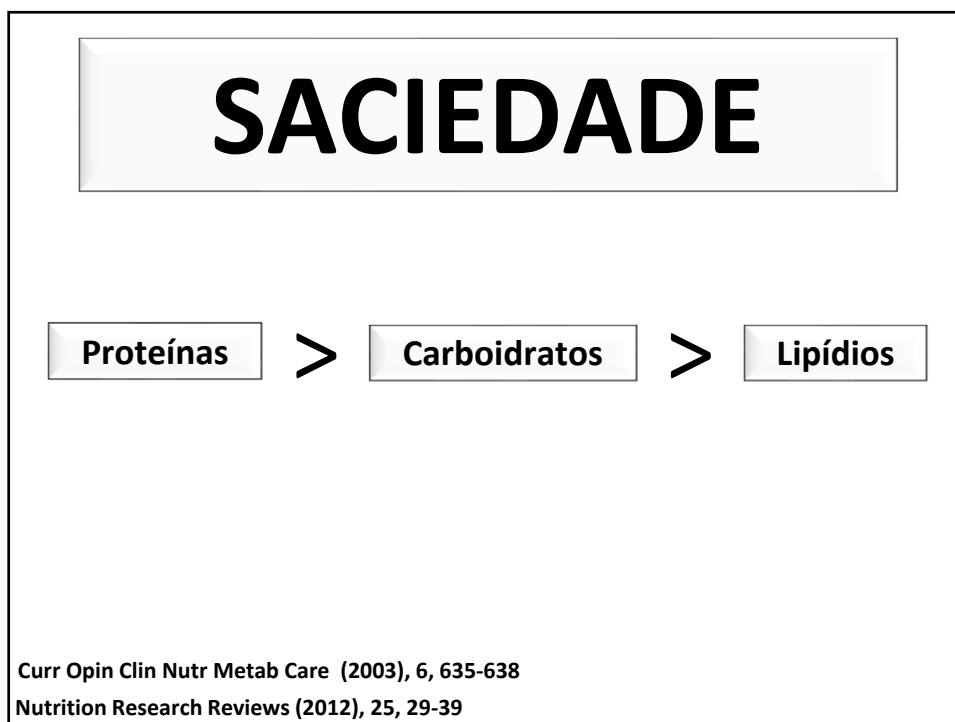 SACIEDADE
Proteínas > Carboidratos > Lipídios
Curr Opin Clin Nutr Metab Care (2003), 6, 635-638
Nutrition Research Reviews (2012), 25, 29-39